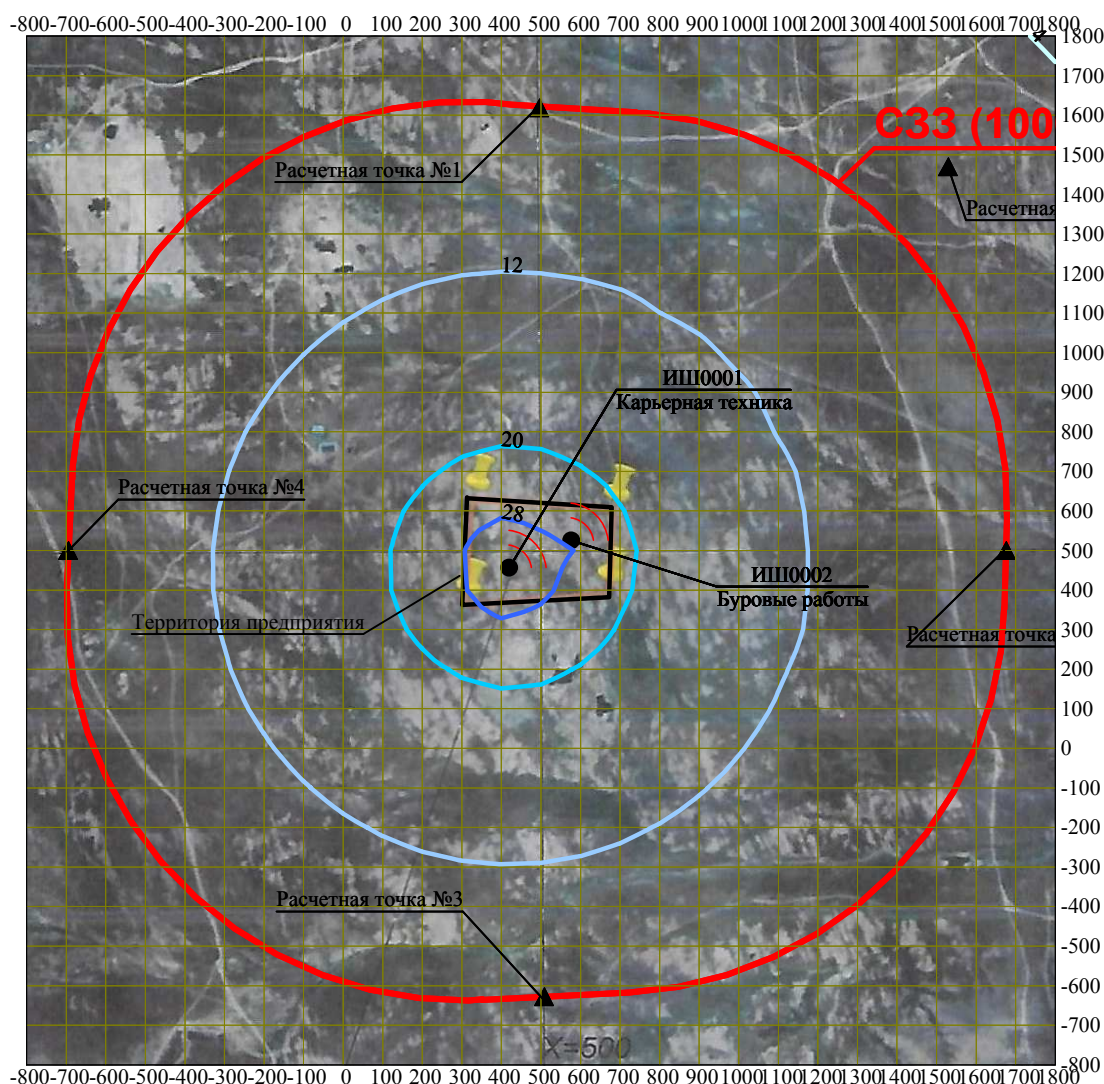 -800-700-600-500-400-300-200-100 0 100 200 300 400 500 600 700 800 900 1000 1100 1200 1300 1400 1500 1600 1700 1800
1800
1700
1600
СЗЗ (100
Расчетная точка №1
1500
1400
Расчетная
1300
12
1200
1100
1000
ИШ0001
Карьерная техника
900
20
800
700
Расчетная точка №4
600
28
500
ИШ0002
Буровые работы
400
Территория предприятия
300
Расчетная точка
200
100
0
-100
-200
-300
Расчетная точка №3
-400
-500
-600
-700
X=500
-800
-800-700-600-500-400-300-200-100 0 100 200 300 400 500 600 700 800 900 1000 1100 1200 1300 1400 1500 1600 1700 1800